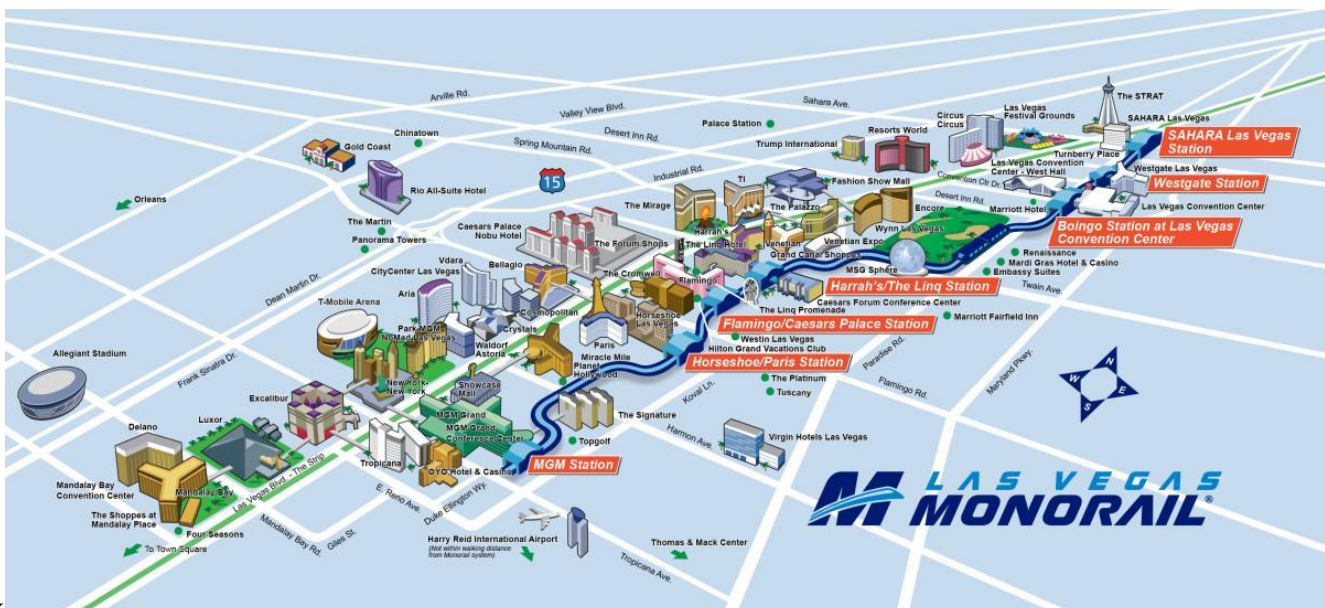 Arville Rd.
Valley View Blvd.
Sahara Ave.
The STRAT
Las Vegas
Festival Grounds
Circus
Circus
SAHARA Las Vegas
Palace Station
Desert Inn Rd.
Chinatown
Resorts World
Trump International
SAHARA Las Vegas
Station
Turnberry Place
Gold Coast
Spring Mountain Rd.
Las Vegas Convention
Center - West Hall
Westgate Las Vegas
Industrial Rd.
15
TI
Fashion Show Mall
Convention Ctr Dr.
Westgate Station
Rio All-Suite Hotel
Desert Inn Rd.
Marriott Hotel
Las Vegas Convention Center
Orleans
The Mirage
The Palazzo
Encore
The Martin
Harrah's
Wynn Las Vegas
Boingo Station at Las Vegas
Convention Center
Caesars Palace
Nobu Hotel
Panorama Towers
The Forum Shops
The Linq Hotel
Venetian
Venetian Expo
Grand Canal Shoppes
Renaissance
Mardi Gras Hotel & Casino
Embassy Suites
Vdara
CityCenter Las Vegas
Bellagio
The Cromwell
Flamingo
MSG Sphere
Harrah's/The Linq Station
Twain Ave.
Dean Martin Dr.
Aria
Caesars Forum Conference Center
T-Mobile Arena
Cosmopolitan
Horseshoe
Las Vegas
The Linq Promenade
Marriott Fairfield Inn
Flamingo/Caesars Palace Station
Park MGM
NoMad Las Vegas
Crystals
Paris
Westin Las Vegas
Hilton Grand Vacations Club
Paradise Rd.
Maryland Pkwy.
Waldorf
Astoria
Miracle Mile
Planet
Hollywood
Horseshoe/Paris Station
Allegiant Stadium
Frank Sinatra Dr.
The Platinum
Tuscany
Flamingo Rd.
N
E
S
W
New York-
New York
Showcase
Mall
Koval Ln.
Excalibur
MGM Grand
MGM Grand
Conference Center
The Signature
Luxor
Delano
Topgolf
Harmon Ave.
Virgin Hotels Las Vegas
Tropicana
OYO Hotel & Casino
MGM Station
Mandalay Bay
Convention Center
Mandalay Bay
Las Vegas Blvd. - The Strip
E. Reno Ave.
Duke Ellington Wy.
LAS VEGAS
MONORAIL®
The Shoppes at
Mandalay Place
Four Seasons
Mandalay Bay Rd.
Giles St.
To Town Square
Harry Reid International Airport
(Not within walking distance
from Monorail system)
Thomas & Mack Center
Tropicana Ave.